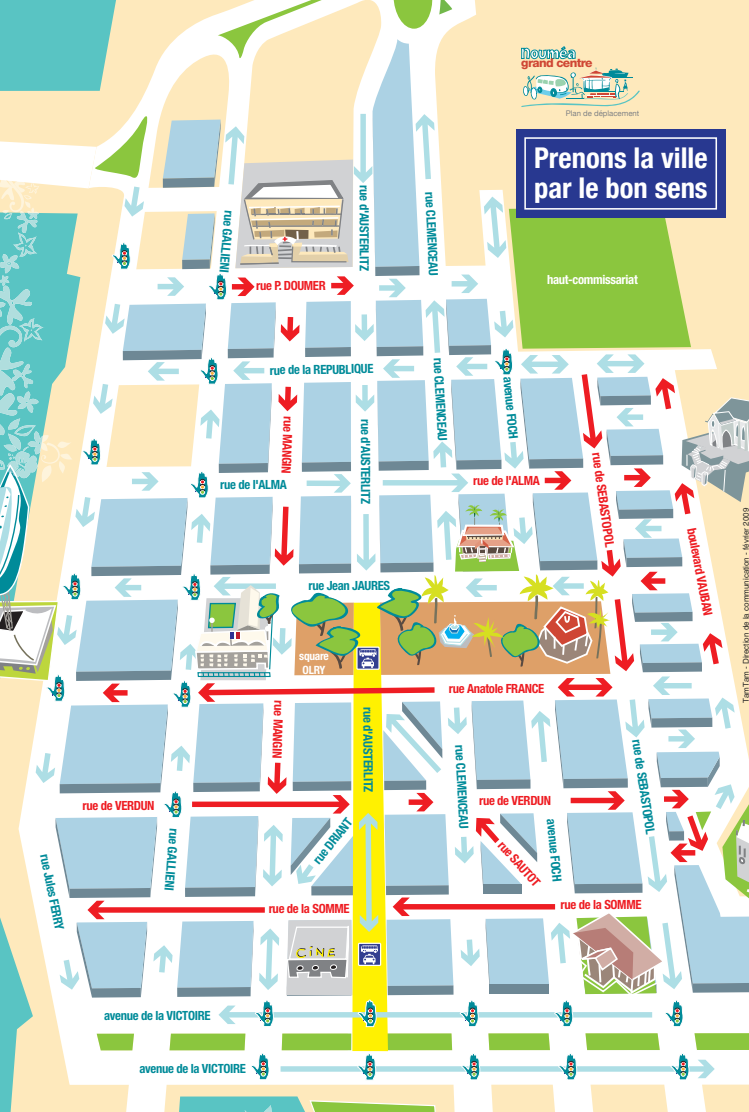 Nouméa
grand centre
Plan de déplacement
Prenons la ville
par le bon sens
haut-commissariat
rue GALLIENI
rue d'AUSTERLITZ
rue CLEMENCEAU
rue P. DOUMER
rue de la REPUBLIQUE
rue CLEMENCEAU
avenue FOCH
rue MANGIN
rue d'AUSTERLITZ
rue de l'ALMA
rue de l'ALMA
rue de SEBASTOPOL
boulevard VAUBAN
TamTam - Direction de la communication - février 2009
rue Jean JAURES
square
OLRY
rue Anatole FRANCE
rue MANGIN
rue d'AUSTERLITZ
rue CLEMENCEAU
rue de SEBASTOPOL
rue de VERDUN
rue de VERDUN
rue GALLIENI
rue DRIANT
rue SAUTOT
avenue FOCH
rue Jules FERRY
rue de la SOMME
rue de la SOMME
CINE
avenue de la VICTOIRE
avenue de la VICTOIRE